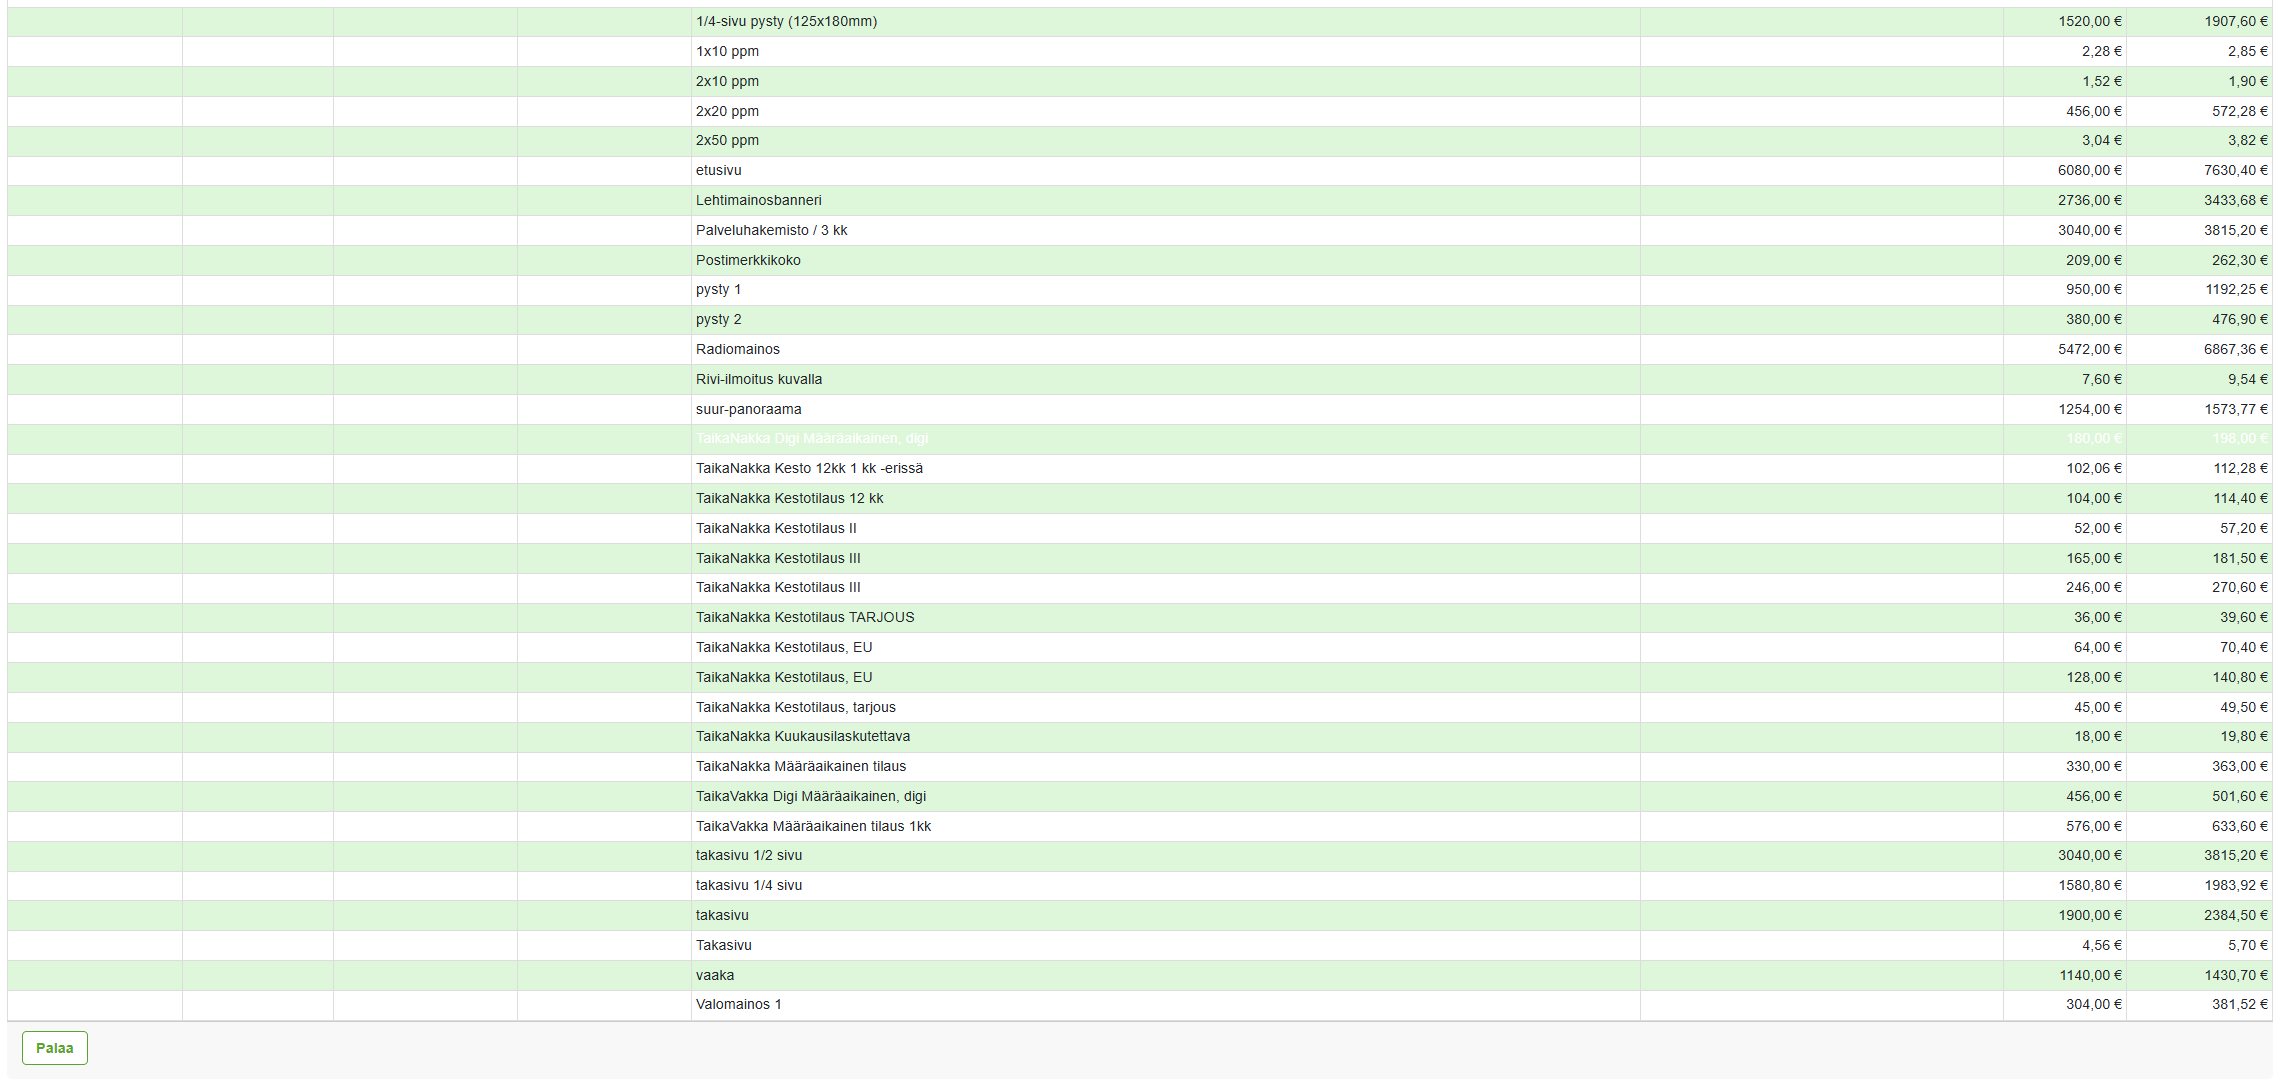 1/4-sivu pysty (125x180mm) 1520,00 € 1907,60 €
1x10 ppm 2,28 € 2,85 €
2x10 ppm 1,52 € 1,90 €
2x20 ppm 456,00 € 572,28 €
2x50 ppm 3,04 € 3,82 €
etusivu 6080,00 € 7630,40 €
Lehtimainosbanneri 2736,00 € 3433,68 €
Palveluhakemisto / 3 kk 3040,00 € 3815,20 €
Postimerkkikoko 209,00 € 262,30 €
pysty 1 950,00 € 1192,25 €
pysty 2 380,00 € 476,90 €
Radiomainos 5472,00 € 6867,36 €
Rivi-ilmoitus kuvalla 7,60 € 9,54 €
suur-panoraama 1254,00 € 1573,77 €
TaikaNakka Digi Määräaikainen, digi 180,00 € 198,00 €
TaikaNakka Kesto 12kk 1 kk -erissä 102,06 € 112,28 €
TaikaNakka Kestotilaus 12 kk 104,00 € 114,40 €
TaikaNakka Kestotilaus II 52,00 € 57,20 €
TaikaNakka Kestotilaus III 165,00 € 181,50 €
TaikaNakka Kestotilaus III 246,00 € 270,60 €
TaikaNakka Kestotilaus TARJOUS 36,00 € 39,60 €
TaikaNakka Kestotilaus, EU 64,00 € 70,40 €
TaikaNakka Kestotilaus, EU 128,00 € 140,80 €
TaikaNakka Kestotilaus, tarjous 45,00 € 49,50 €
TaikaNakka Kuukausilaskutettava 18,00 € 19,80 €
TaikaNakka Määräaikainen tilaus 330,00 € 363,00 €
TaikaVakka Digi Määräaikainen, digi 456,00 € 501,60 €
TaikaVakka Määräaikainen tilaus 1kk 576,00 € 633,60 €
takasivu 1/2 sivu 3040,00 € 3815,20 €
takasivu 1/4 sivu 1580,80 € 1983,92 €
takasivu 1900,00 € 2384,50 €
Takasivu 4,56 € 5,70 €
vaaka 1140,00 € 1430,70 €
Valomainos 1 304,00 € 381,52 €
Palaa